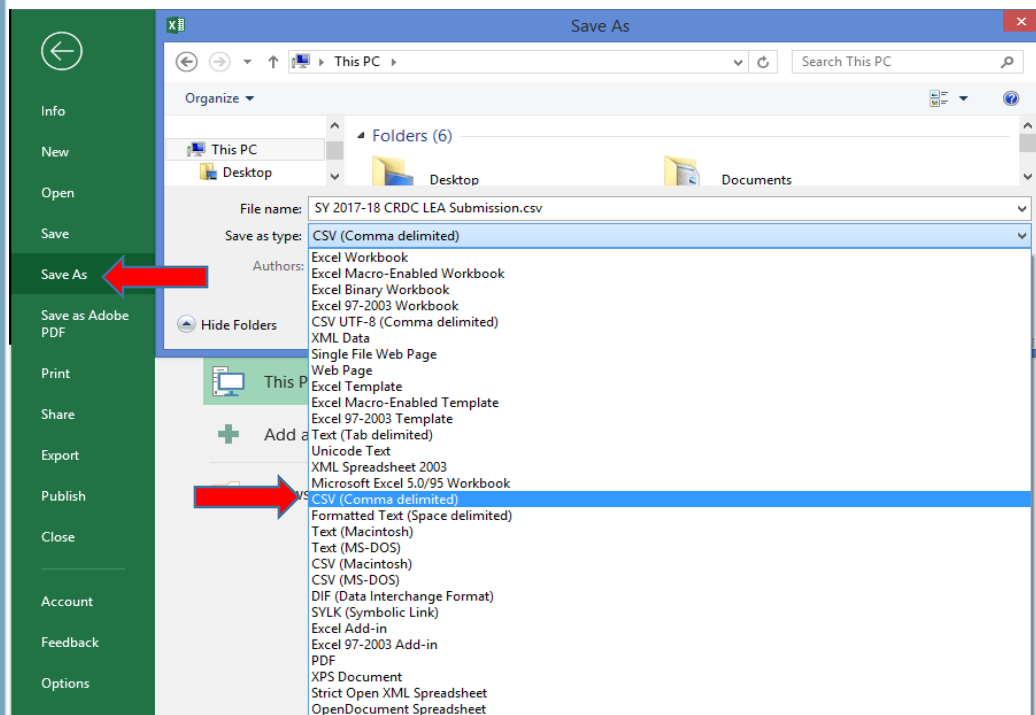 Save As
This PC
Search This PC
Organize
Info
New
Open
Save
Save As
Save as Adobe
PDF
Print
Share
Export
Publish
Close
Account
Feedback
Options
This PC
Desktop
Folders (6)
Desktop
Documents
File name: SY 2017-18 CRDC LEA Submission.csv
Save as type: CSV (Comma delimited)
Authors:
Hide Folders
This P
Add a
Excel Workbook
Excel Macro-Enabled Workbook
Excel Binary Workbook
Excel 97-2003 Workbook
CSV UTF-8 (Comma delimited)
XML Data
Single File Web Page
Web Page
Excel Template
Excel Macro-Enabled Template
Excel 97-2003 Template
Text (Tab delimited)
Unicode Text
XML Spreadsheet 2003
Microsoft Excel 5.0/95 Workbook
CSV (Comma delimited)
Formatted Text (Space delimited)
Text (Macintosh)
Text (MS-DOS)
CSV (Macintosh)
CSV (MS-DOS)
DIF (Data Interchange Format)
SYLK (Symbolic Link)
Excel Add-in
Excel 97-2003 Add-in
PDF
XPS Document
Strict Open XML Spreadsheet
OpenDocument Spreadsheet